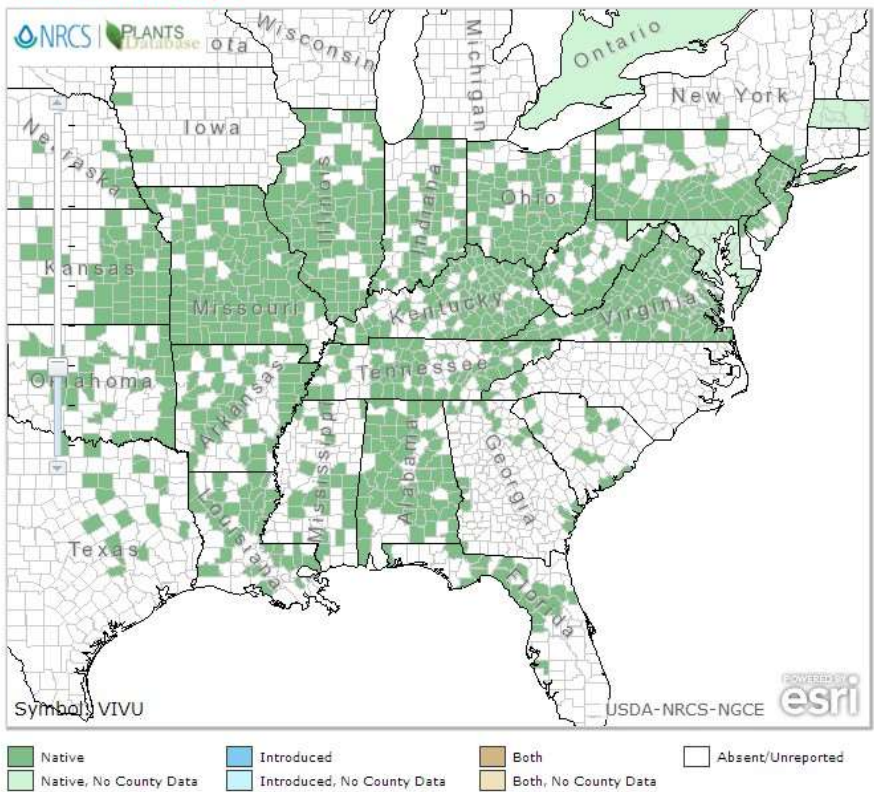 NRCS | PLANTS
Database
ota
Wisconsin
Michigan
Ontario
New York
Iowa
Nebraska
Illinois
Indiana
Ohio
Kansas
Missouri
Kentucky
Virginia
Oklahoma
Arkansas
Tennessee
Mississippi
Alabama
Georgia
Texas
Louisiana
Florida
Symbol: VIVU
USDA-NRCS-NGCE
POWERED BY
esri
Native
Introduced
Both
Absent/Unreported
Native, No County Data
Introduced, No County Data
Both, No County Data